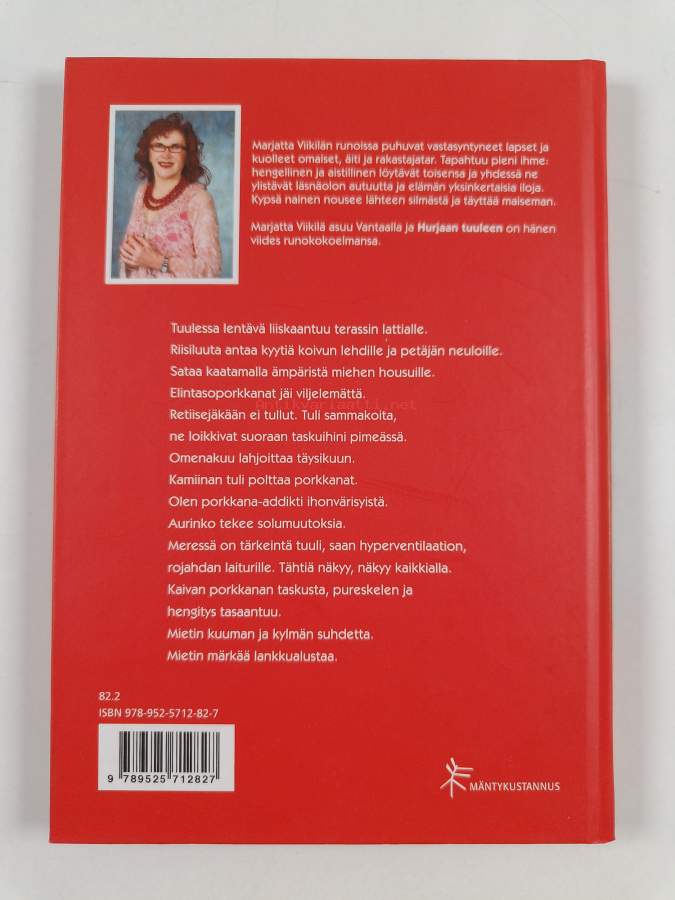 Marjatta Viikilän runoissa puhuvat vastasyntyneet lapset ja
kuolleet omaiset, äiti ja rakastajatar. Tapahtuu pieni ihme:
hengellinen ja aistillinen löytävät toisensa ja yhdessä ne
ylistävät läsnäolon autuutta ja elämän yksinkertaisia iloja.
Kypsä nainen nousee lähteen silmästä ja täyttää maiseman.
Marjatta Viikilä asuu Vantaalla ja Hurjaan tuuleen on hänen
viides runokokoelmansa.
Tuulessa lentävä liiskaantuu terassin lattialle.
Riisiluuta antaa kyytiä koivun lehdille ja petäjän neuloille.
Sataa kaatamalla ämpäristä miehen housuille.
Elintasoporkkanat jäi viljelemättä.
Antikvariaatti.net
Retiisejäkään ei tullut. Tuli sammakoita,
ne loikkivat suoraan taskuihini pimeässä.
Omenakuu lahjoittaa täysikuun.
Kamiinan tuli polttaa porkkanat.
Olen porkkana-addikti ihonvärisyistä.
Aurinko tekee solumuutoksia.
Meressä on tärkeintä tuuli, saan hyperventilaation,
rojahdan laiturille. Tähtiä näkyy, näkyy kaikkialla.
Kaivan porkkanan taskusta, pureskelen ja
hengitys tasaantuu.
Mietin kuuman ja kylmän suhdetta.
Mietin märkää lankkualustaa.
82.2
ISBN 978-952-5712-82-7
9 789525 712827
MÄNTYKUSTANNUS